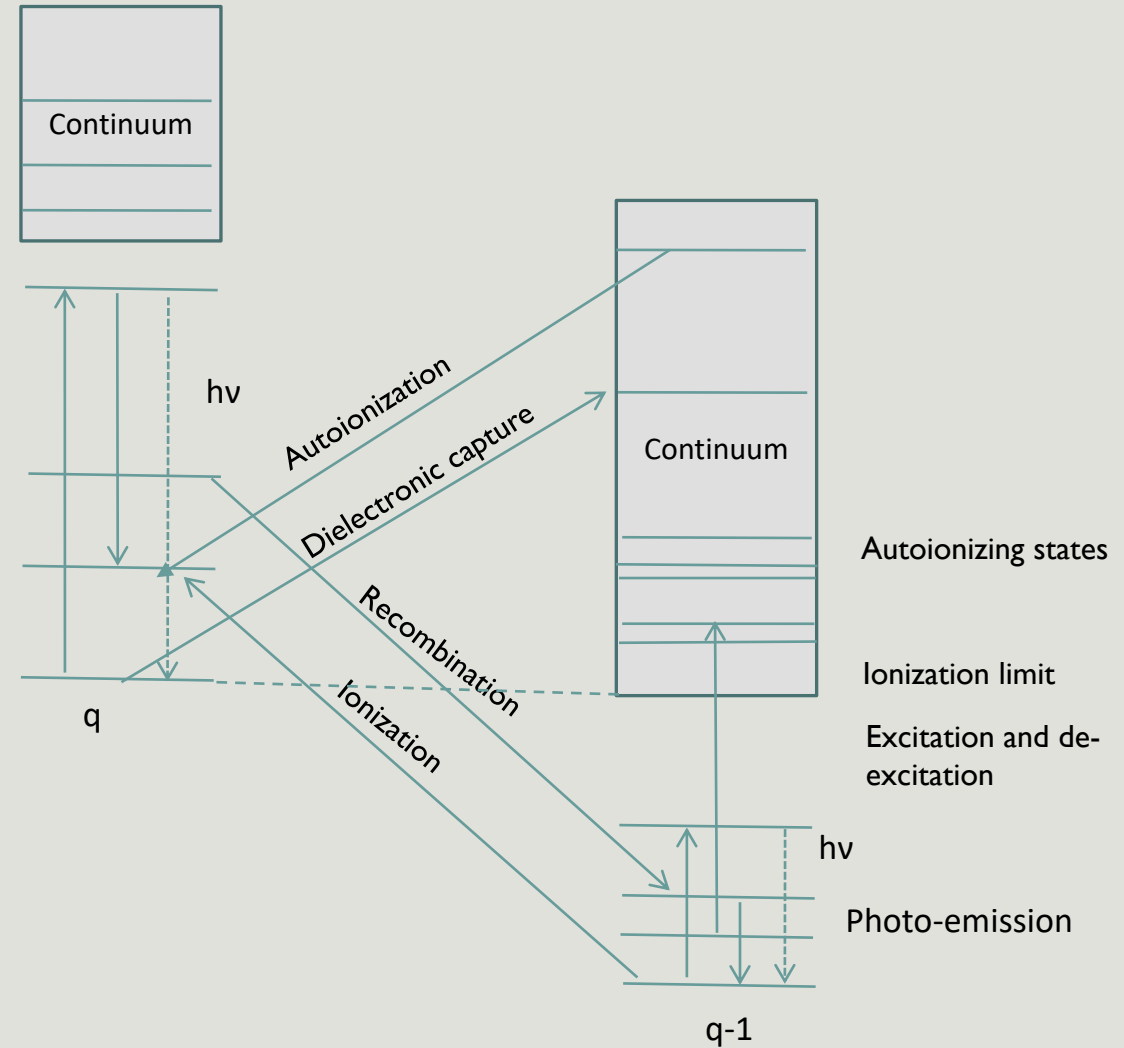 Continuum
hν
Autoionization
Dielectronic capture
Continuum
Autoionizing states
Recombination
Ionization
Ionization limit
q
Excitation and de-
excitation
hν
Photo-emission
q-1